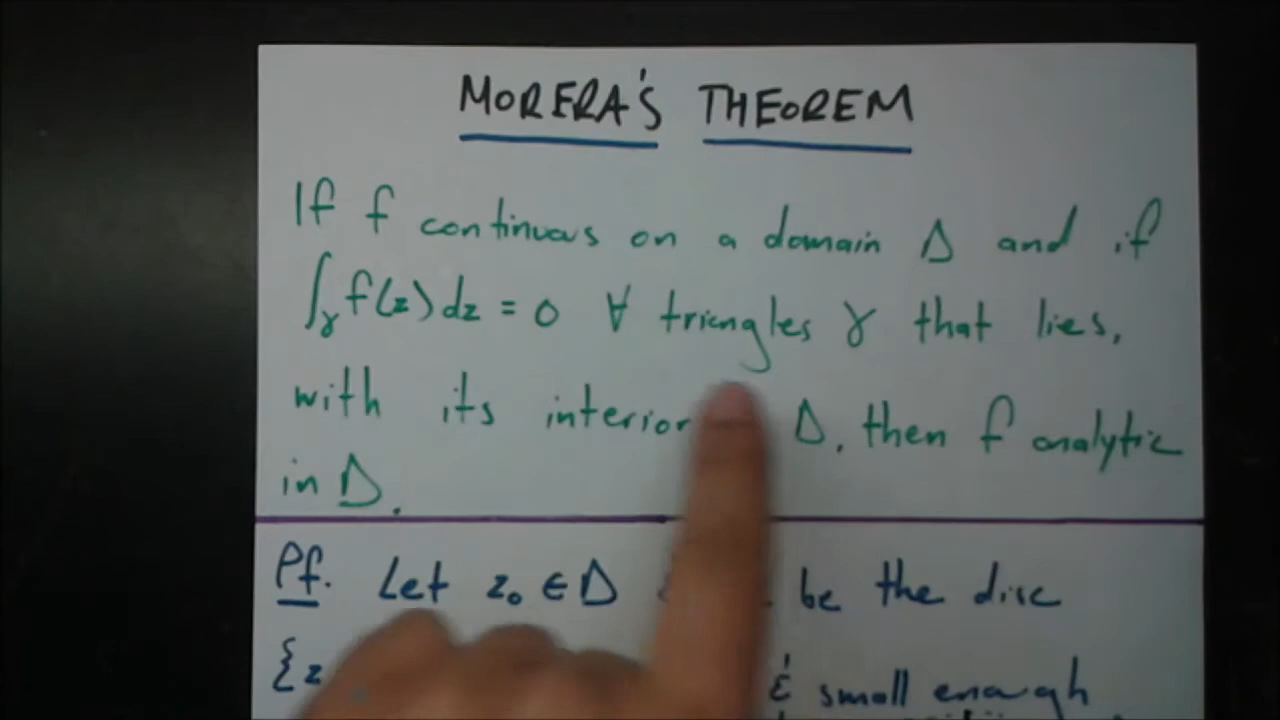 MORERA'S THEOREM
If f continuous on a domain D and if
∫γ f(z) dz = 0 ∀ triangles γ that lies,
with its interior D, then f analytic
in D.
Pf. Let z₀ ∈ D be the disc
{z & small enough